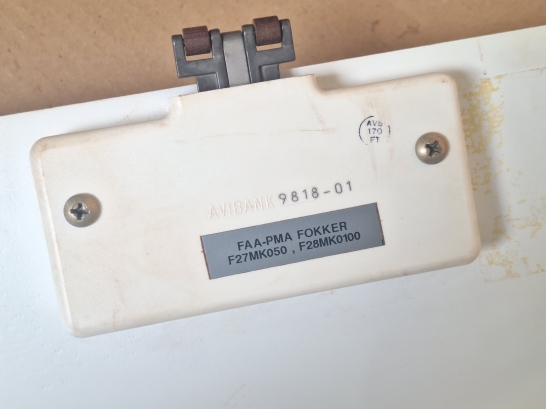 AVB
170
FT
AVIBANK 9818-01
FAA-PMA FOKKER
F27MK050 , F28MK0100